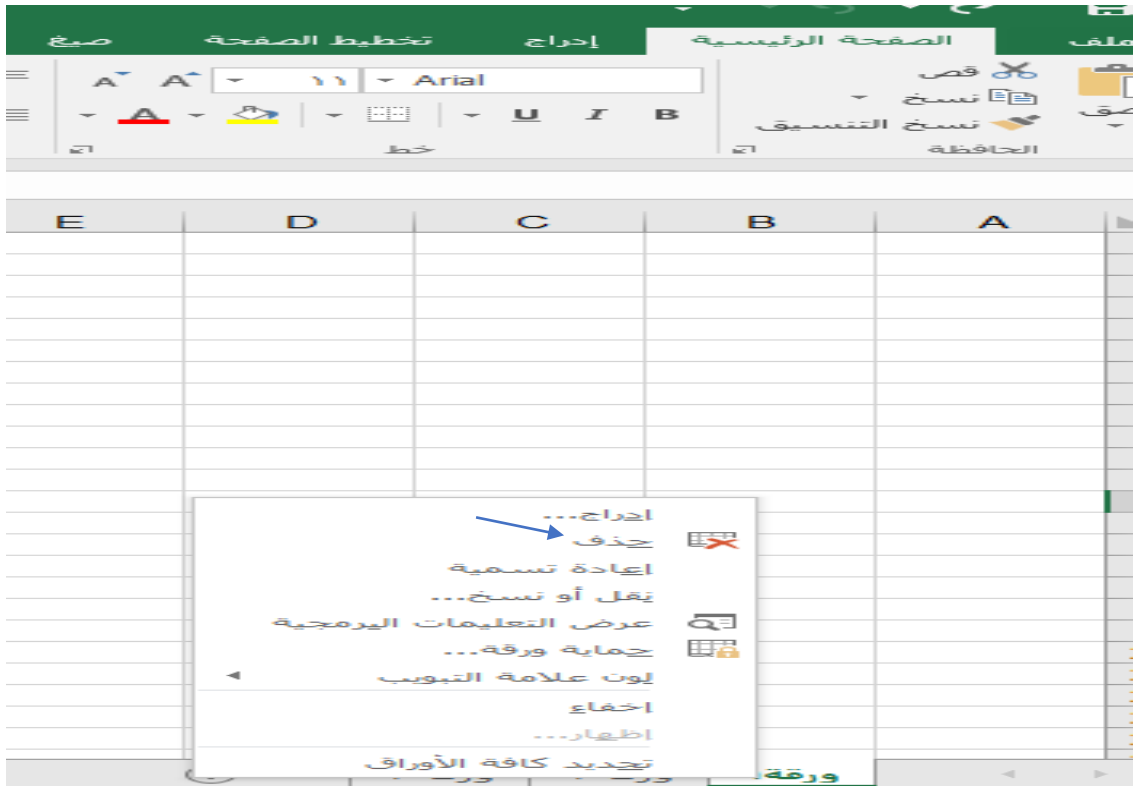 ملف الصفحة الرئيسية إدراج تخطيط الصفحة صيغ
قص
نسخ
نسخ التنسيق
الحافظة
Arial ١١
B I U A
خط
A B C D E
إدراج...
حذف
إعادة تسمية
نقل أو نسخ...
عرض التعليمات البرمجية
حماية ورقة...
لون علامة التبويب
إخفاء
إظهار...
تحديد كافة الأوراق